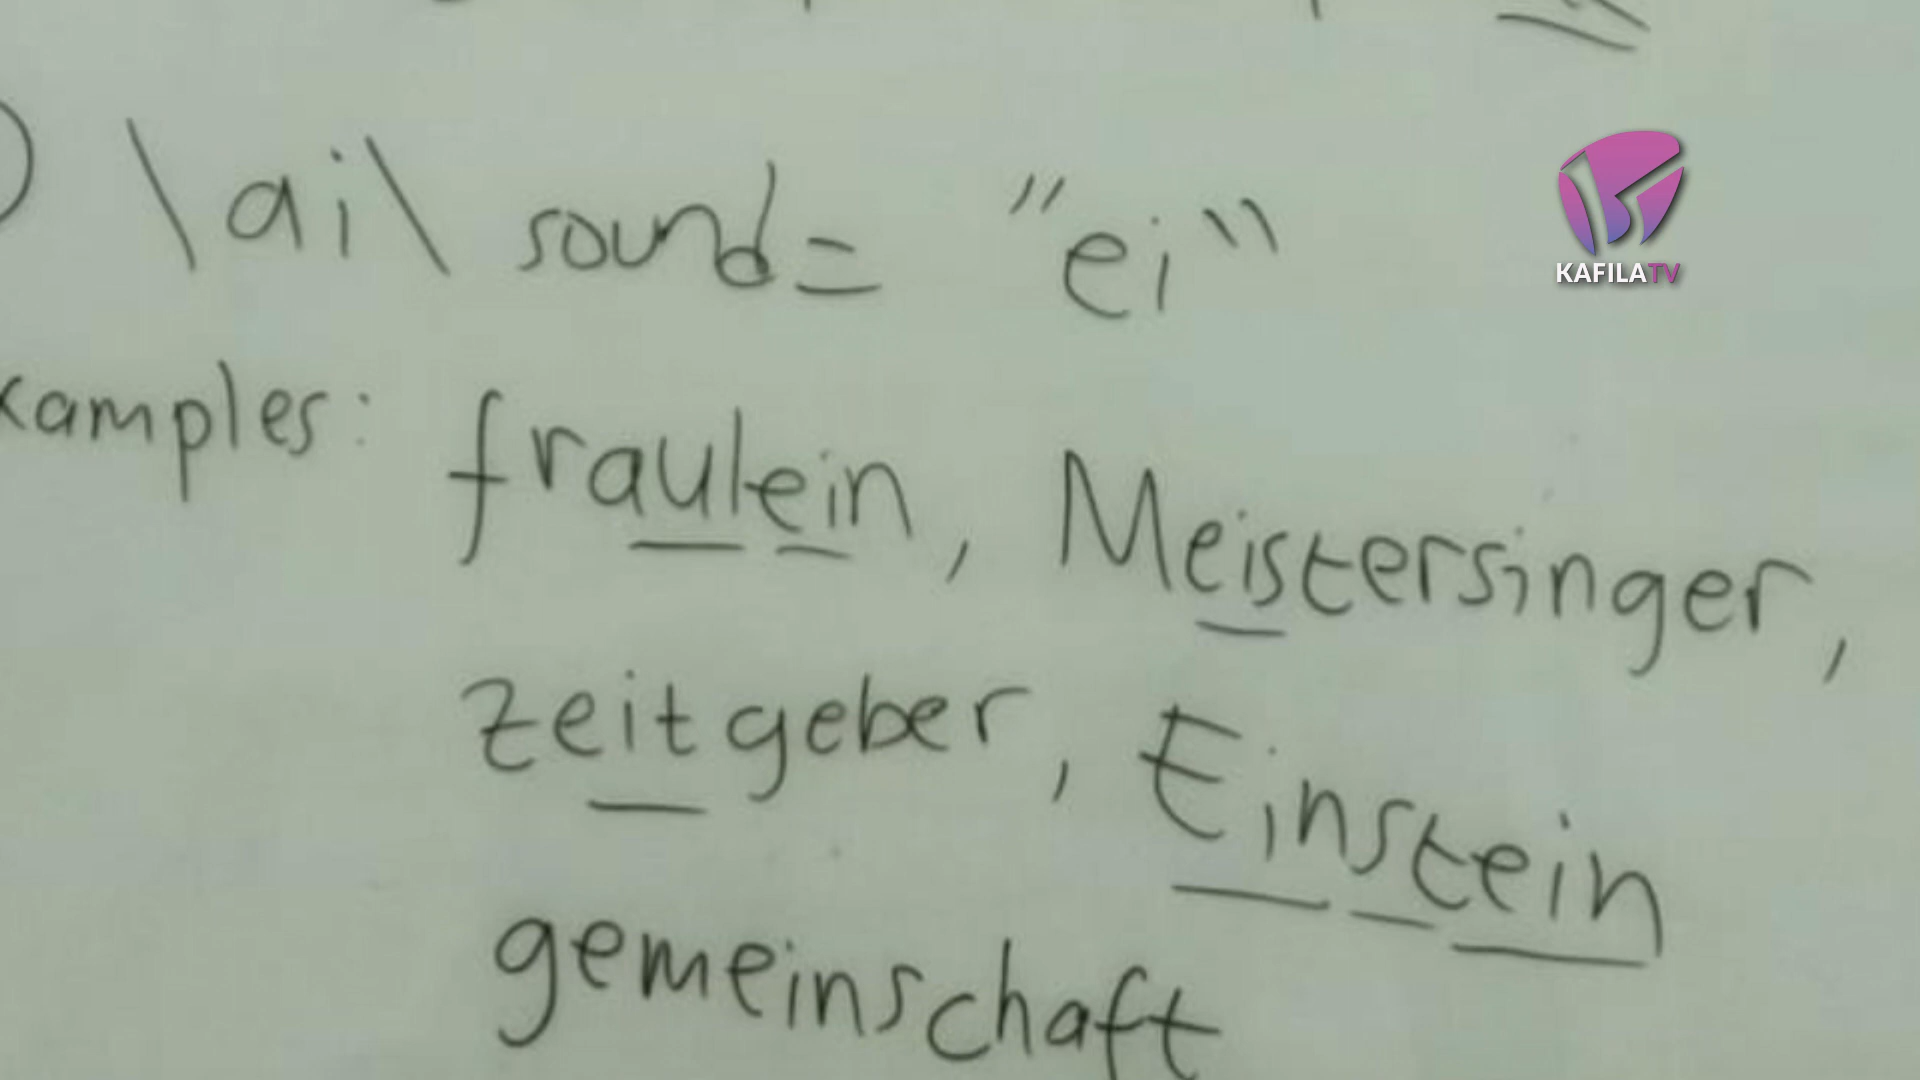 \ai\ sound= "ei"
KAFILATV
xamples: fraulein, Meistersinger,
zeitgeber, Einstein
gemeinschaft